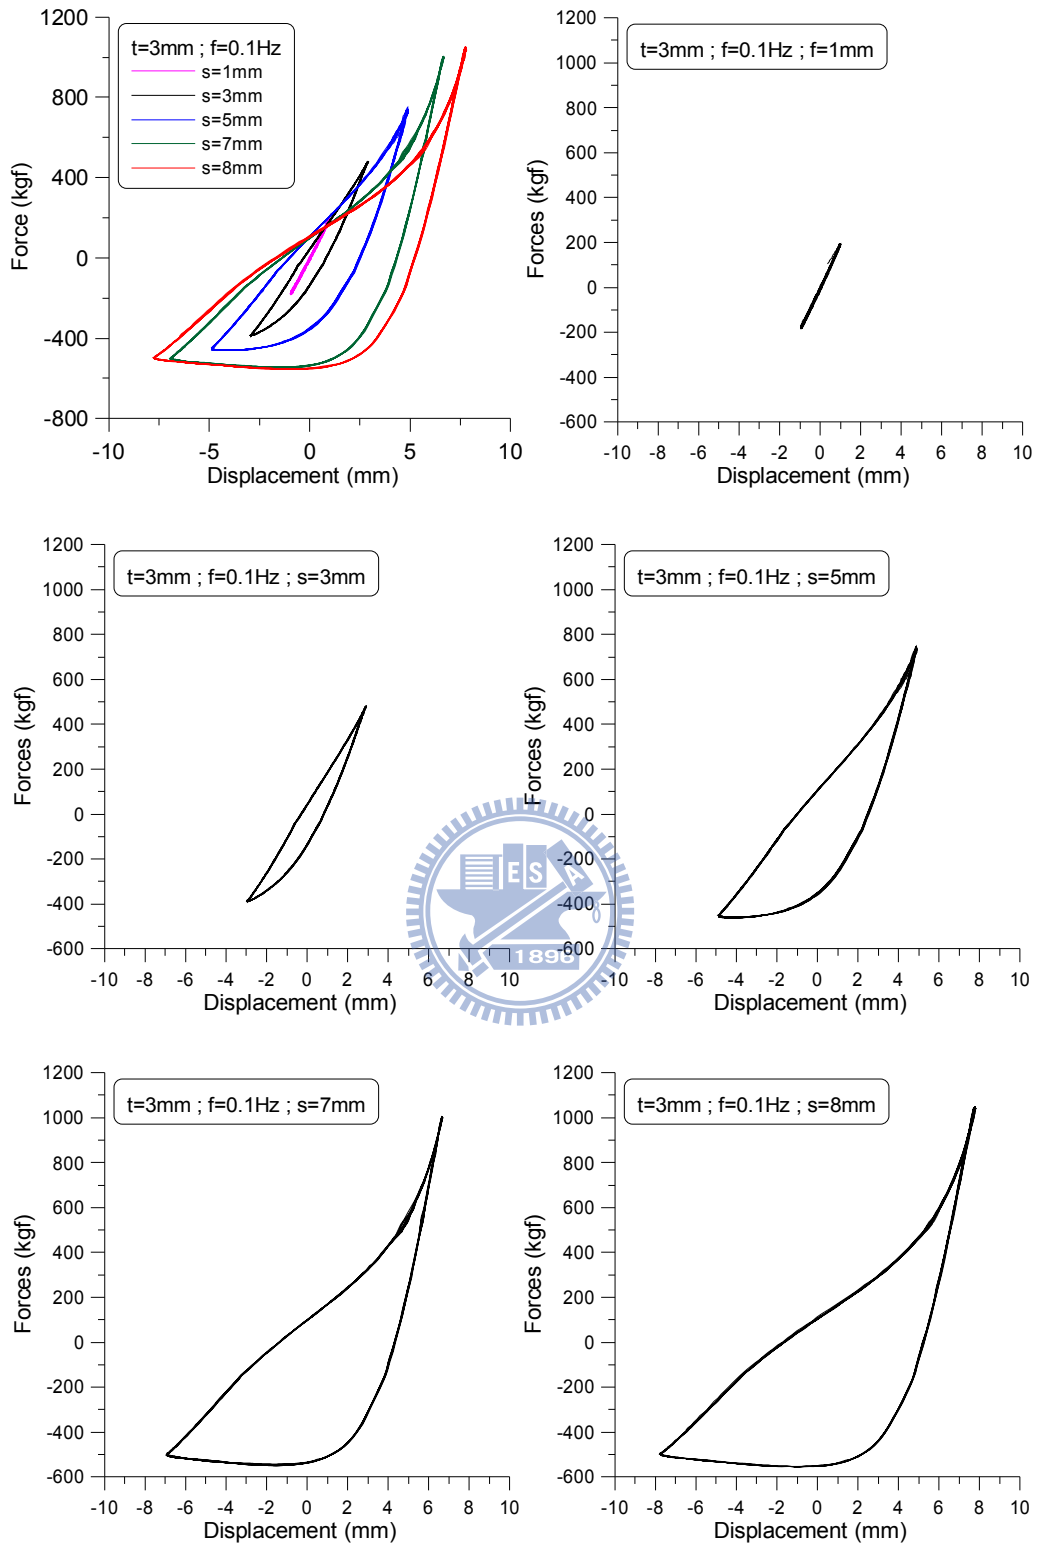 1200
800
400
0
-400
-800
Force (kgf)
t=3mm ; f=0.1Hz
s=1mm
s=3mm
s=5mm
s=7mm
s=8mm
-10 -5 0 5 10
Displacement (mm)
1200
1000
800
600
400
200
0
-200
-400
-600
Forces (kgf)
t=3mm ; f=0.1Hz ; f=1mm
-10 -8 -6 -4 -2 0 2 4 6 8 10
Displacement (mm)
1200
1000
800
600
400
200
0
-200
-400
-600
Forces (kgf)
t=3mm ; f=0.1Hz ; s=3mm
-10 -8 -6 -4 -2 0 2 4 6 8 10
Displacement (mm)
1200
1000
800
600
400
200
0
-200
-400
-600
Forces (kgf)
t=3mm ; f=0.1Hz ; s=5mm
-10 -8 -6 -4 -2 0 2 4 6 8 10
Displacement (mm)
E S A
1896
1200
1000
800
600
400
200
0
-200
-400
-600
Forces (kgf)
t=3mm ; f=0.1Hz ; s=7mm
-10 -8 -6 -4 -2 0 2 4 6 8 10
Displacement (mm)
1200
1000
800
600
400
200
0
-200
-400
-600
Forces (kgf)
t=3mm ; f=0.1Hz ; s=8mm
-10 -8 -6 -4 -2 0 2 4 6 8 10
Displacement (mm)